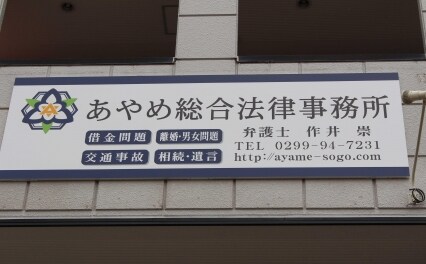 あやめ総合法律事務所
借金問題 離婚・男女問題
交通事故 相続・遺言
弁護士 作井 崇
TEL 0299-94-7231
http://ayame-sogo.com